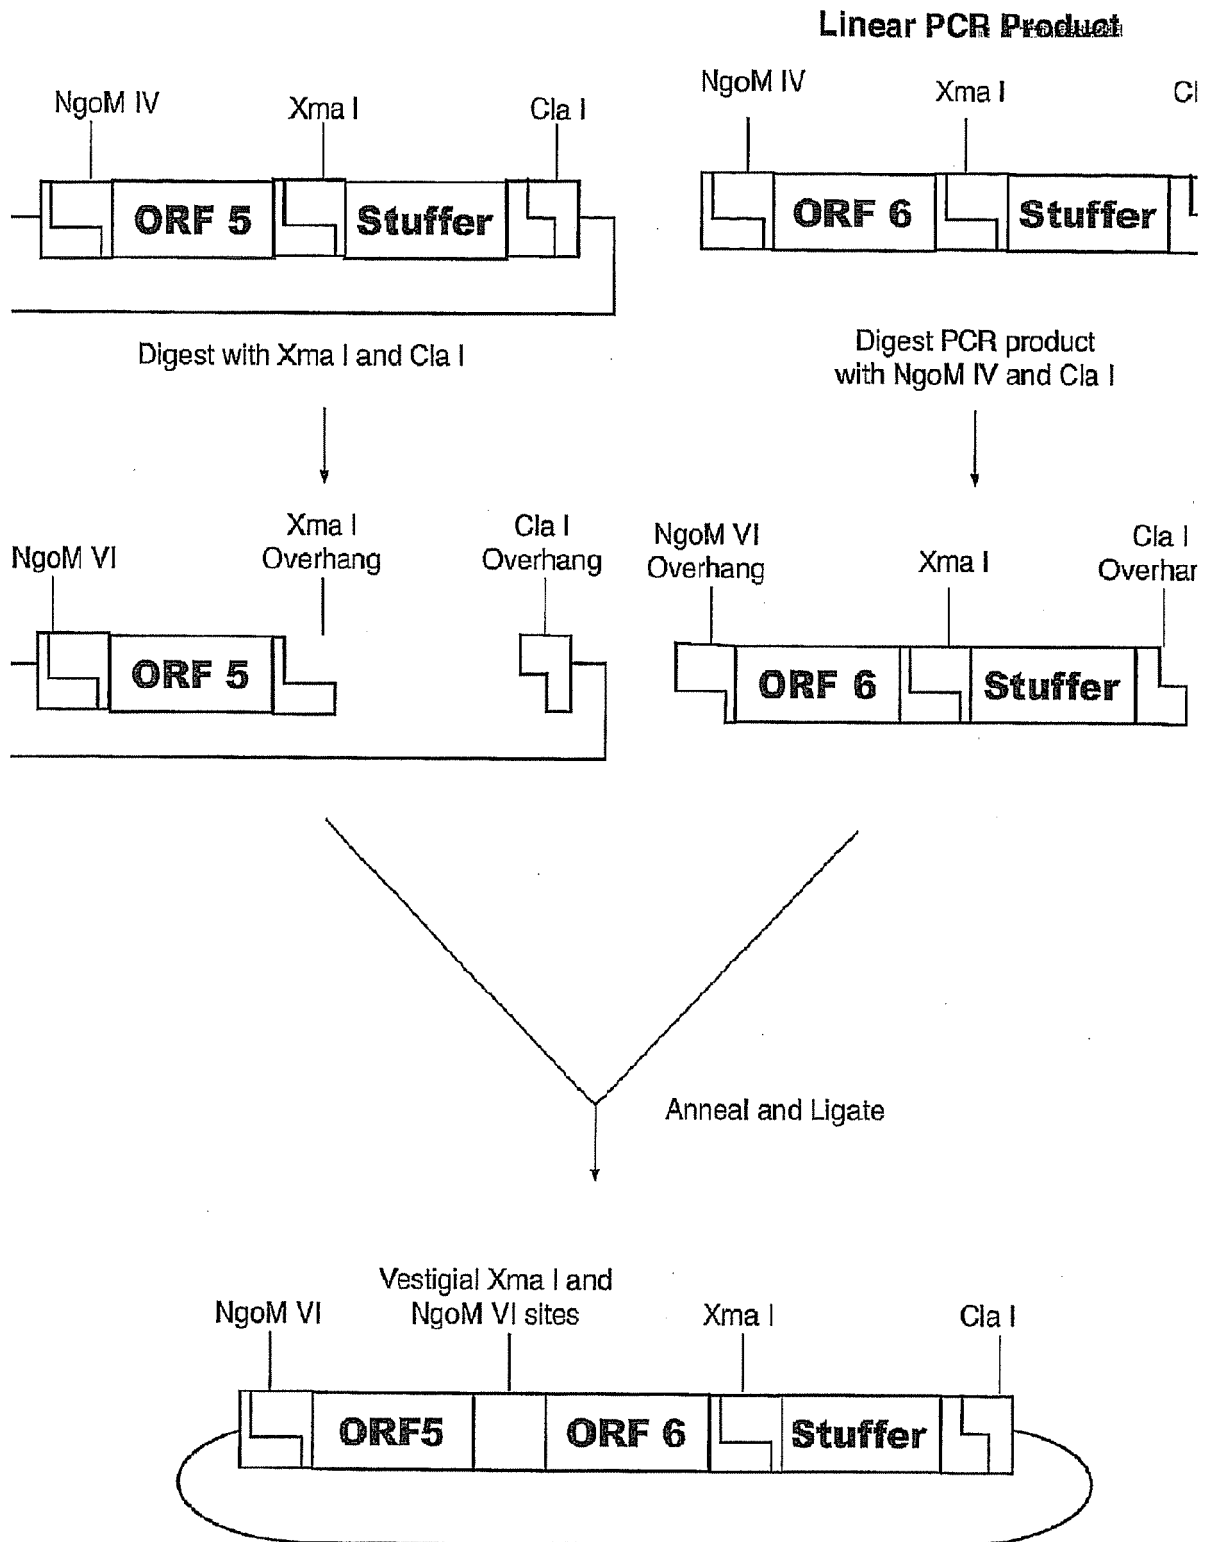 Linear PCR Product
NgoM IV
Xma I
Cla I
NgoM IV
Xma I
Cl
ORF 5
Stuffer
ORF 6
Stuffer
Digest with Xma I and Cla I
Digest PCR product
with NgoM IV and Cla I
NgoM VI
Xma I
Overhang
Cla I
Overhang
NgoM VI
Overhang
Xma I
Cla I
Overhar
ORF 5
ORF 6
Stuffer
Anneal and Ligate
NgoM VI
Vestigial Xma I and
NgoM VI sites
Xma I
Cla I
ORF5
ORF 6
Stuffer